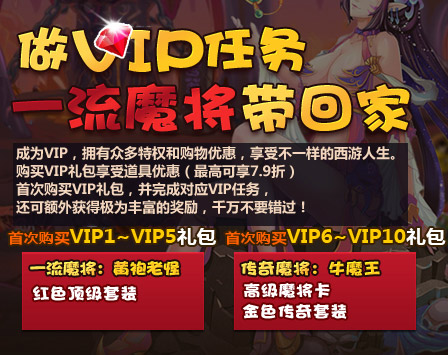 做VIP任务
一流魔将带回家
成为VIP，拥有众多特权和购物优惠，享受不一样的西游人生。
购买VIP礼包享受道具优惠（最高可享7.9折）
首次购买VIP礼包，并完成对应VIP任务，
还可额外获得极为丰富的奖励，千万不要错过！
首次购买VIP1~VIP5礼包 首次购买VIP6~VIP10礼包
一流魔将：黄袍老怪
红色顶级套装
传奇魔将：牛魔王
高级魔将卡
金色传奇套装